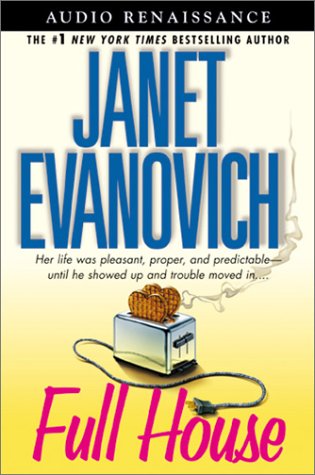 AUDIO RENAISSANCE
THE #1 NEW YORK TIMES BESTSELLING AUTHOR
JANET
EVANOVICH
Her life was pleasant, proper, and predictable—
until he showed up and trouble moved in....
Full House